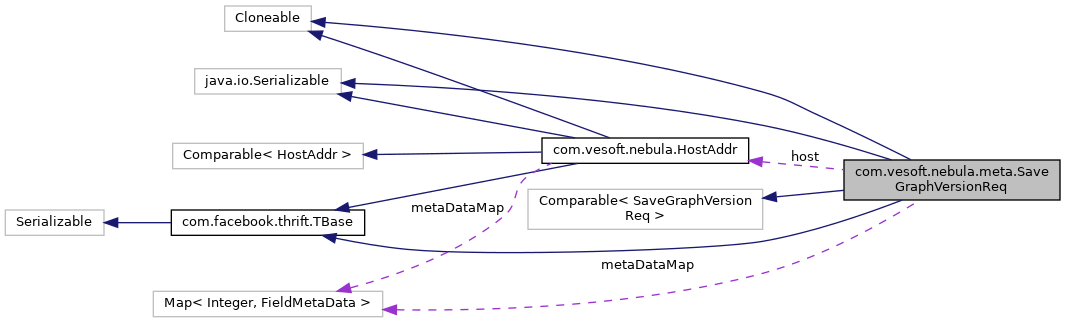 Cloneable
java.io.Serializable
Comparable< HostAddr >
com.vesoft.nebula.HostAddr
host
com.vesoft.nebula.meta.Save
GraphVersionReq
Comparable< SaveGraphVersion
Req >
metaDataMap
Serializable
com.facebook.thrift.TBase
metaDataMap
Map< Integer, FieldMetaData >